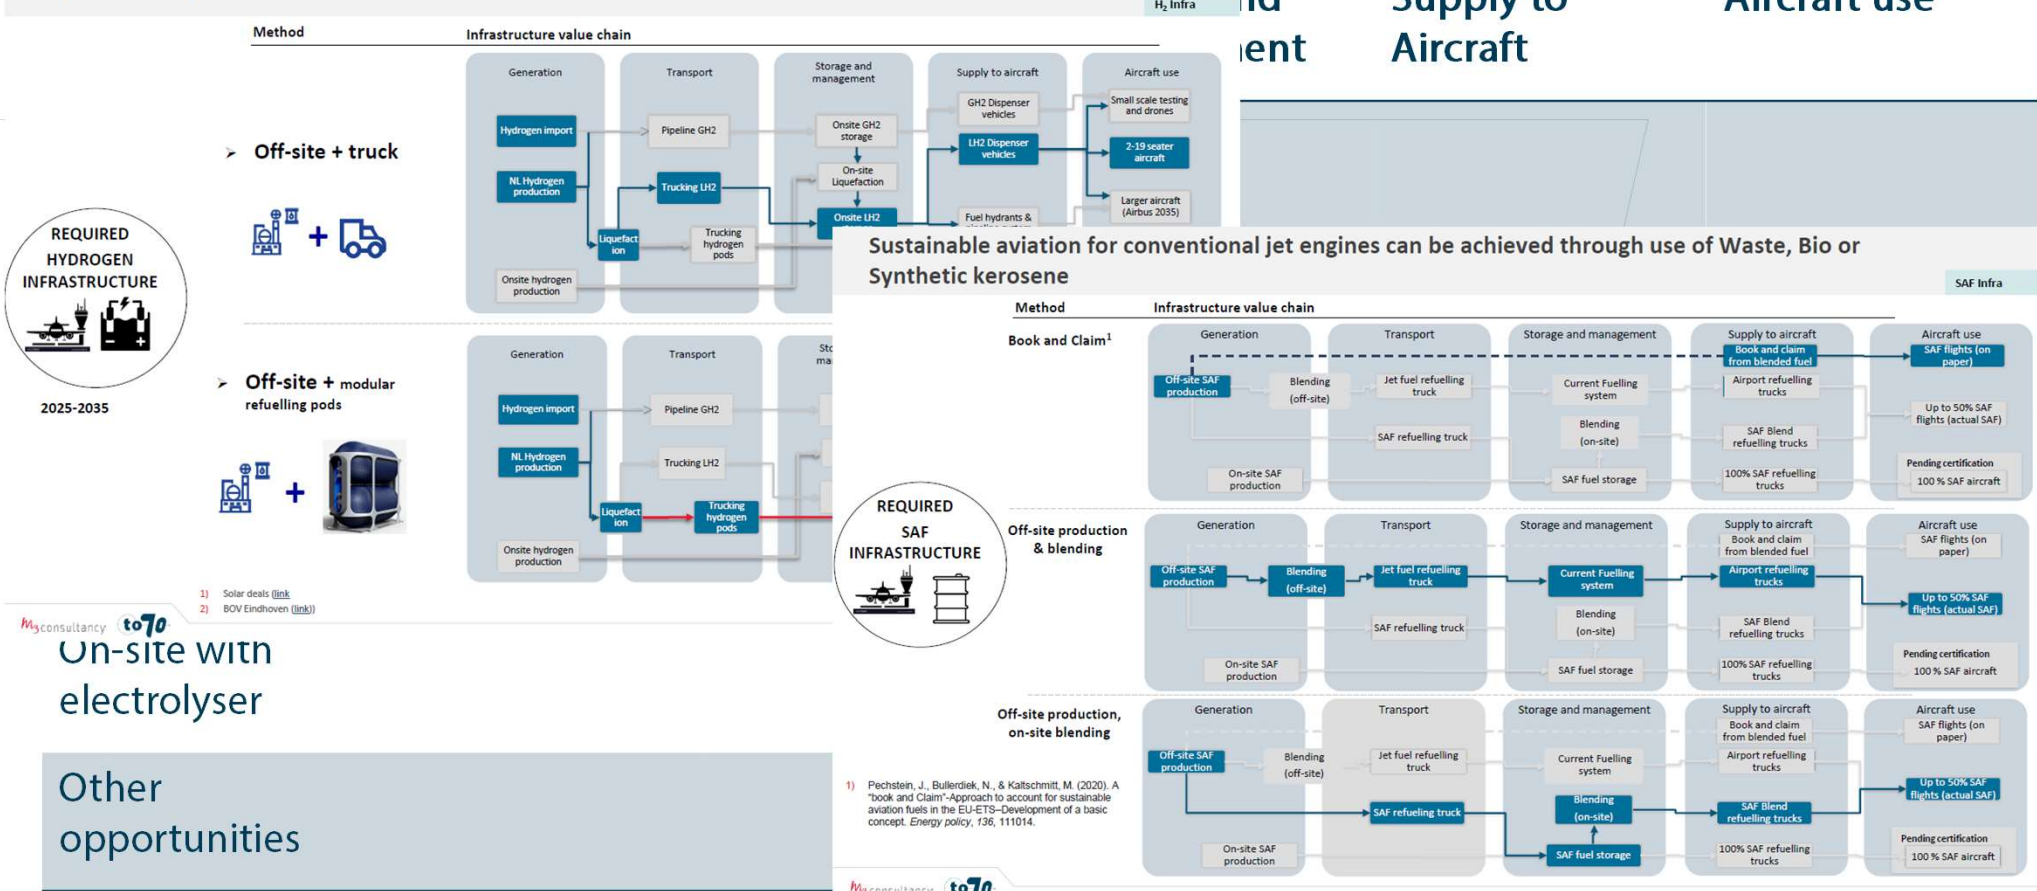 H₂ Infra
Supply to
Aircraft
Aircraft use
Method
Infrastructure value chain
Generation
Transport
Storage and
management
Supply to aircraft
Aircraft use
➢ Off-site + truck
+
Hydrogen import
NL Hydrogen
production
Liquefact
ion
Onsite hydrogen
production
Pipeline GH2
Trucking LH2
Trucking
hydrogen
pods
Onsite GH2
storage
On-site
Liquefaction
Onsite LH2
GH2 Dispenser
vehicles
LH2 Dispenser
vehicles
Fuel hydrants &
Small scale testing
and drones
2-19 seater
aircraft
Larger aircraft
(Airbus 2035)
REQUIRED
HYDROGEN
INFRASTRUCTURE
2025-2035
➢ Off-site + modular
refuelling pods
+
Generation
Transport
Hydrogen import
NL Hydrogen
production
Liquefact
ion
Onsite hydrogen
production
Pipeline GH2
Trucking LH2
Trucking
hydrogen
pods
1) Solar deals (link
2) BOV Eindhoven (link))
M3consultancy to70
On-site with
electrolyser
Other
opportunities
Sustainable aviation for conventional jet engines can be achieved through use of Waste, Bio or
Synthetic kerosene
SAF Infra
Method
Infrastructure value chain
REQUIRED
SAF
INFRASTRUCTURE
Book and Claim¹
Generation
Transport
Storage and management
Supply to aircraft
Aircraft use
Off-site SAF
production
Blending
(off-site)
On-site SAF
production
Jet fuel refuelling
truck
SAF refuelling truck
Current Fuelling
system
Blending
(on-site)
SAF fuel storage
Book and claim
from blended fuel
Airport refuelling
trucks
SAF Blend
refuelling trucks
100% SAF refuelling
trucks
SAF flights (on
paper)
Up to 50% SAF
flights (actual SAF)
Pending certification
100 % SAF aircraft
Off-site production
& blending
Generation
Transport
Storage and management
Supply to aircraft
Aircraft use
Off-site SAF
production
Blending
(off-site)
On-site SAF
production
Jet fuel refuelling
truck
SAF refuelling truck
Current Fuelling
system
Blending
(on-site)
SAF fuel storage
Book and claim
from blended fuel
Airport refuelling
trucks
SAF Blend
refuelling trucks
100% SAF refuelling
trucks
SAF flights (on
paper)
Up to 50% SAF
flights (actual SAF)
Pending certification
100 % SAF aircraft
Off-site production,
on-site blending
Generation
Transport
Storage and management
Supply to aircraft
Aircraft use
Off-site SAF
production
Blending
(off-site)
On-site SAF
production
Jet fuel refuelling
truck
SAF refueling truck
Current Fuelling
system
Blending
(on-site)
SAF fuel storage
Book and claim
from blended fuel
Airport refuelling
trucks
SAF Blend
refuelling trucks
100% SAF refuelling
trucks
SAF flights (on
paper)
Up to 50% SAF
flights (actual SAF)
Pending certification
100 % SAF aircraft
1) Pechstein, J., Bullerdiek, N., & Kaltschmitt, M. (2020). A
"book and Claim"-Approach to account for sustainable
aviation fuels in the EU-ETS–Development of a basic
concept. Energy policy, 136, 111014.
to70